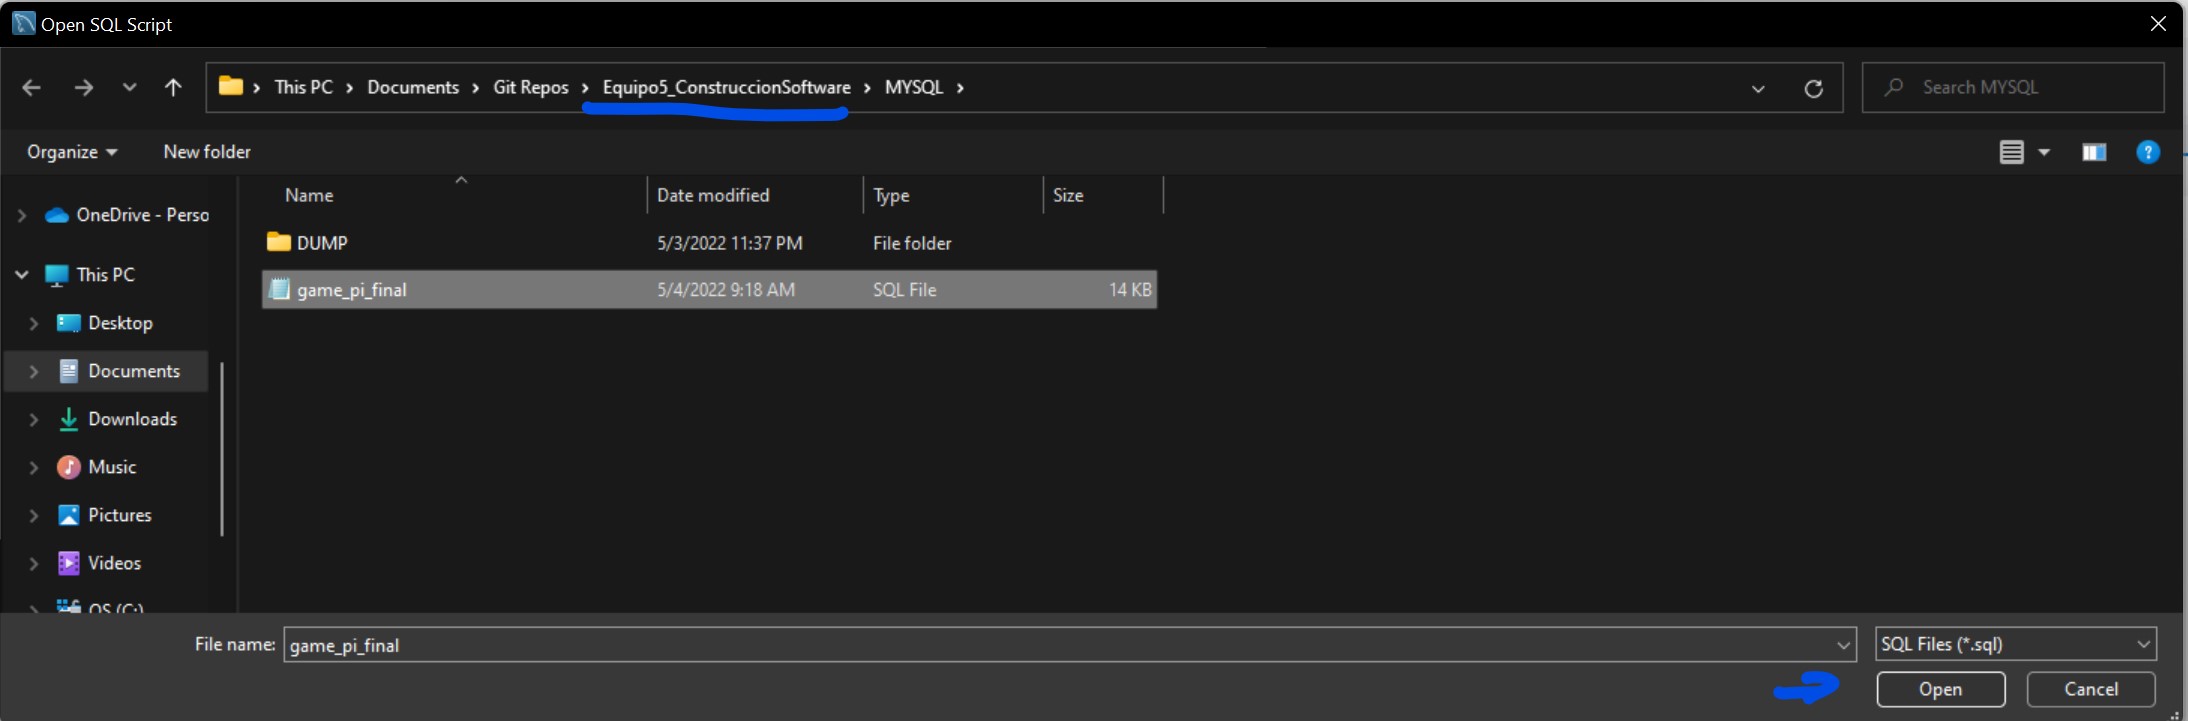 Open SQL Script
This PC Documents Git Repos Equipo5_ConstruccionSoftware MYSQL
Search MYSQL
Organize New folder
Name Date modified Type Size
OneDrive - Perso
DUMP 5/3/2022 11:37 PM File folder
This PC
game_pi_final 5/4/2022 9:18 AM SQL File 14 KB
Desktop
Documents
Downloads
Music
Pictures
Videos
OS (C:)
File name: game_pi_final SQL Files (*.sql)
Open Cancel